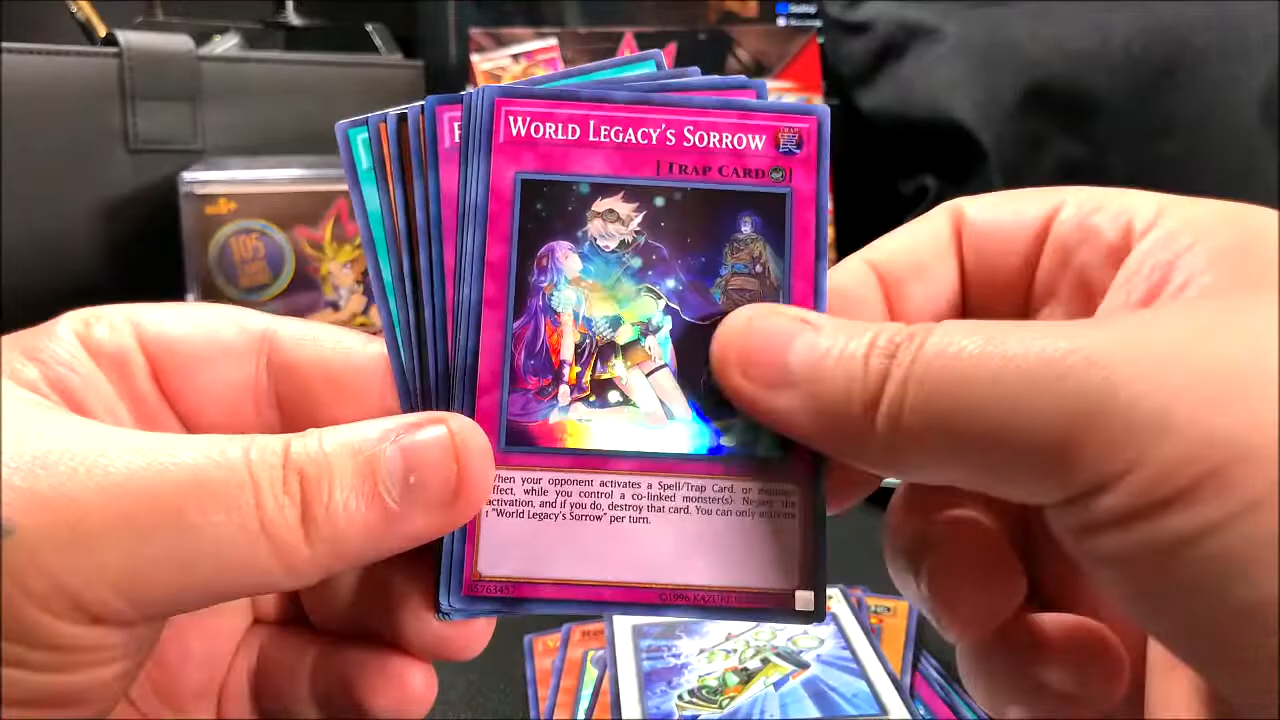 WORLD LEGACY'S SORROW
TRAP
罠
[TRAP CARD
]
When your opponent activates a Spell/Trap Card, or monster
effect, while you control a co-linked monster(s): Negate the
activation, and if you do, destroy that card. You can only activate
1 "World Legacy's Sorrow" per turn.
85763457
©1996 KAZUKI
105